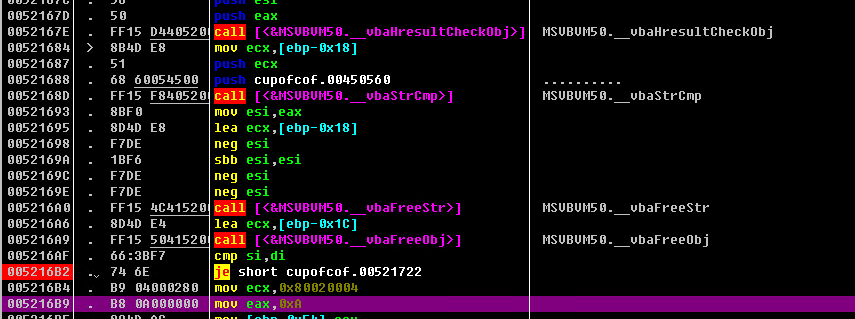 0052167D . 50 push eax
0052167E . FF15 D4405200 call [<&MSVBVM50.__vbaHresultCheckObj>] MSVBVM50.__vbaHresultCheckObj
00521684 > 8B4D E8 mov ecx,[ebp-0x18]
00521687 . 51 push ecx
00521688 . 68 60054500 push cupofcof.00450560 ..........
0052168D . FF15 F8405200 call [<&MSVBVM50.__vbaStrCmp>] MSVBVM50.__vbaStrCmp
00521693 . 8BF0 mov esi,eax
00521695 . 8D4D E8 lea ecx,[ebp-0x18]
00521698 . F7DE neg esi
0052169A . 1BF6 sbb esi,esi
0052169C . F7DE neg esi
0052169E . F7DE neg esi
005216A0 . FF15 4C415200 call [<&MSVBVM50.__vbaFreeStr>] MSVBVM50.__vbaFreeStr
005216A6 . 8D4D E4 lea ecx,[ebp-0x1C]
005216A9 . FF15 50415200 call [<&MSVBVM50.__vbaFreeObj>] MSVBVM50.__vbaFreeObj
005216AF . 66:3BF7 cmp si,di
005216B2 .⌄ 74 6E je short cupofcof.00521722
005216B4 . B9 04000280 mov ecx,0x80020004
005216B9 . B8 0A000000 mov eax,0xA